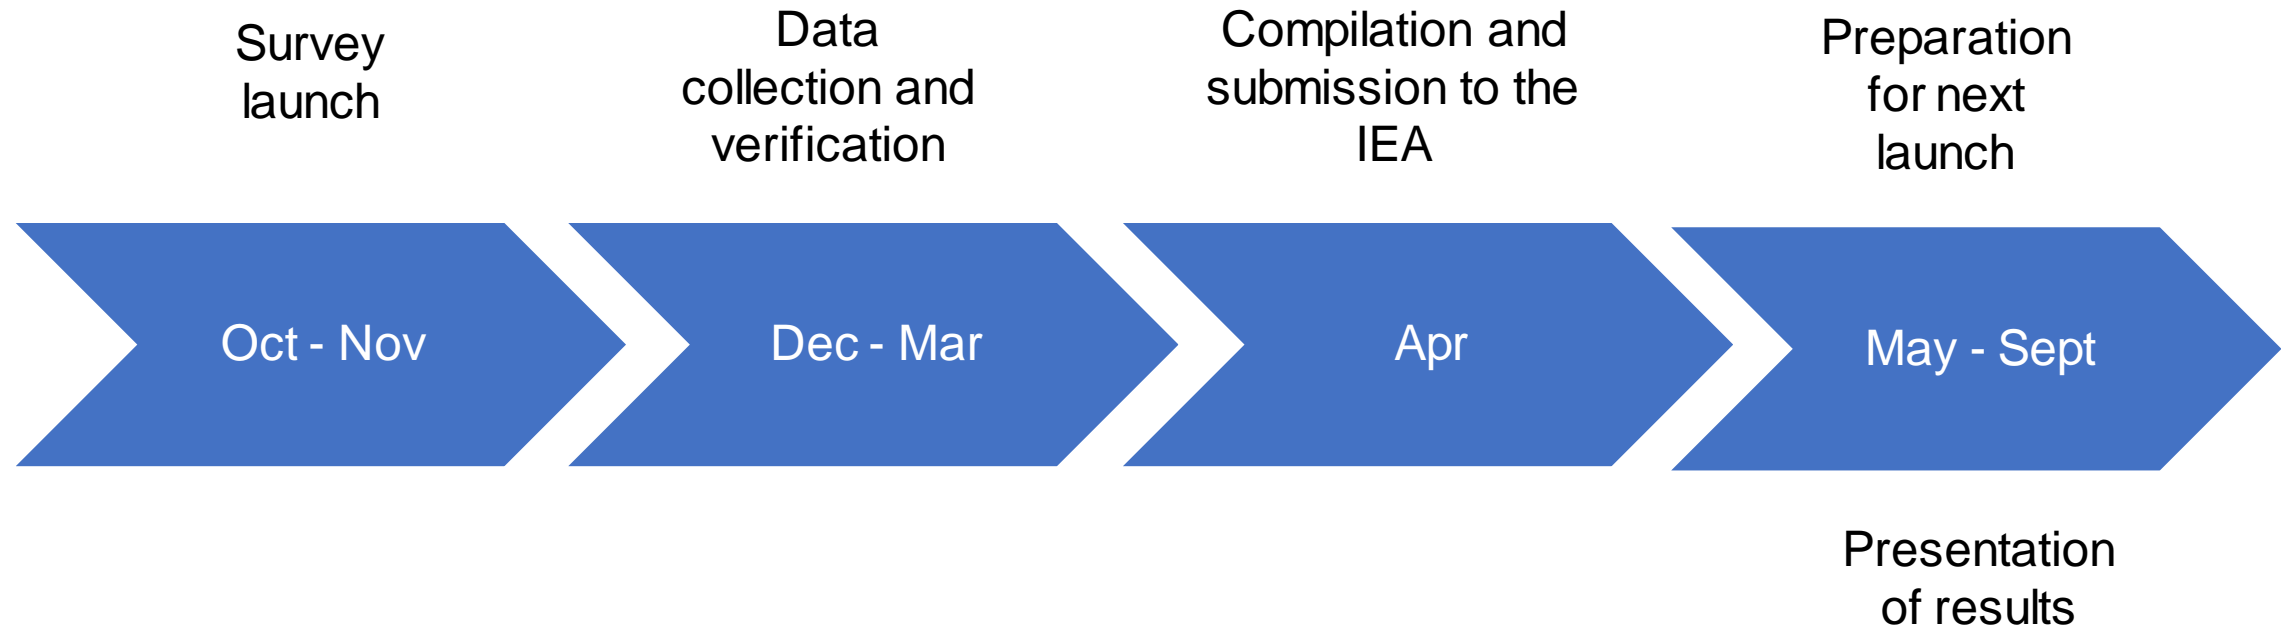 Survey
launch
Data
collection and
verification
Compilation and
submission to the
IEA
Preparation
for next
launch
Oct - Nov
Dec - Mar
Apr
May - Sept
Presentation
of results